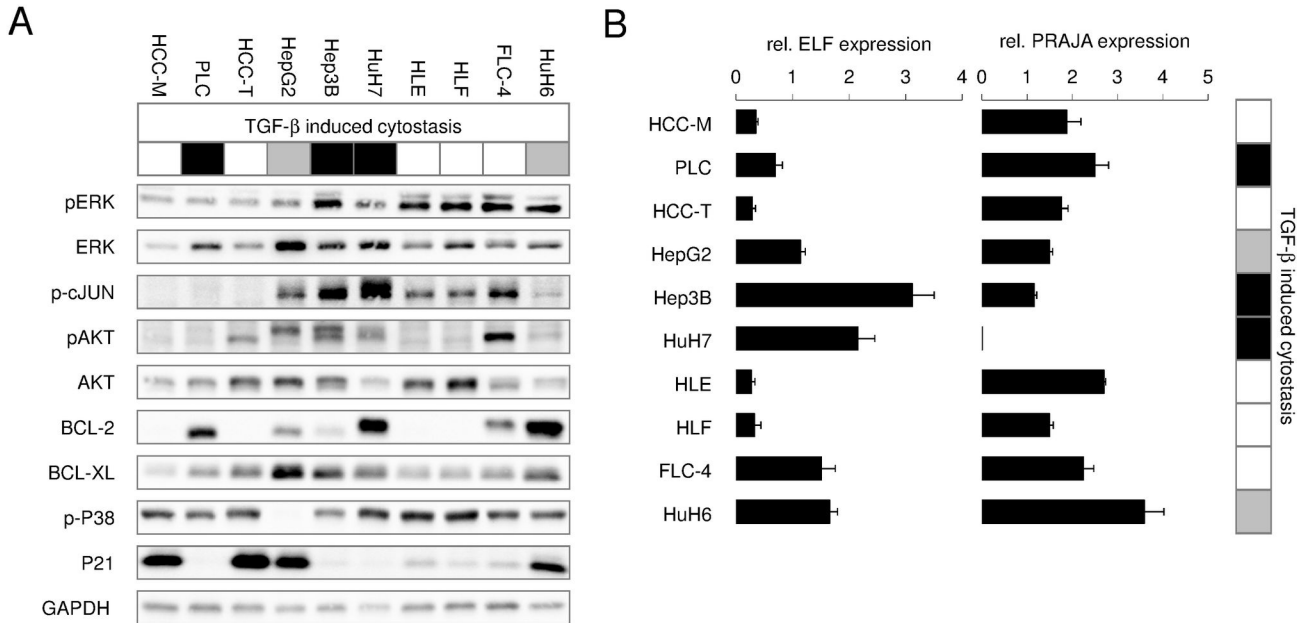 A
HCC-M
PLC
HCC-T
HepG2
Hep3B
HuH7
HLE
HLF
FLC-4
HuH6
TGF-β induced cytostasis
pERK
ERK
p-cJUN
pAKT
AKT
BCL-2
BCL-XL
p-P38
P21
GAPDH
B
rel. ELF expression
0 1 2 3 4
rel. PRAJA expression
0 1 2 3 4 5
HCC-M
PLC
HCC-T
HepG2
Hep3B
HuH7
HLE
HLF
FLC-4
HuH6
TGF-β induced cytostasis